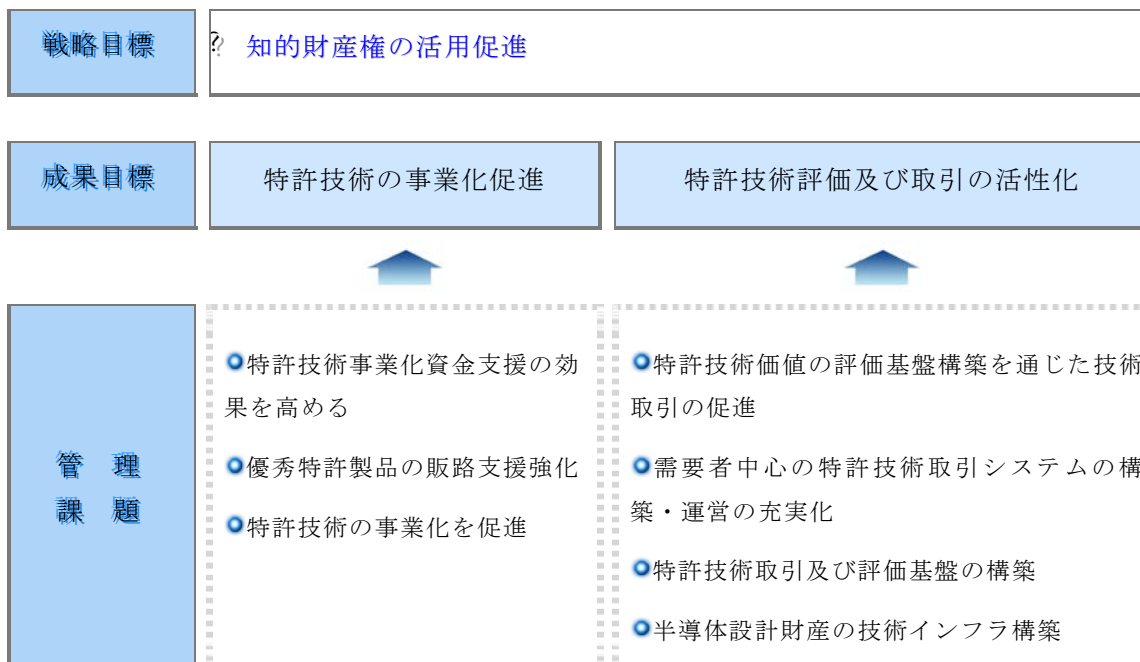 戦略目標
? 知的財産権の活用促進
成果目標
特許技術の事業化促進
特許技術評価及び取引の活性化
管 理
課 題
特許技術事業化資金支援の効
果を高める
優秀特許製品の販路支援強化
特許技術の事業化を促進
特許技術価値の評価基盤構築を通じた技術
取引の促進
需要者中心の特許技術取引システムの構
築・運営の充実化
特許技術取引及び評価基盤の構築
半導体設計財産の技術インフラ構築